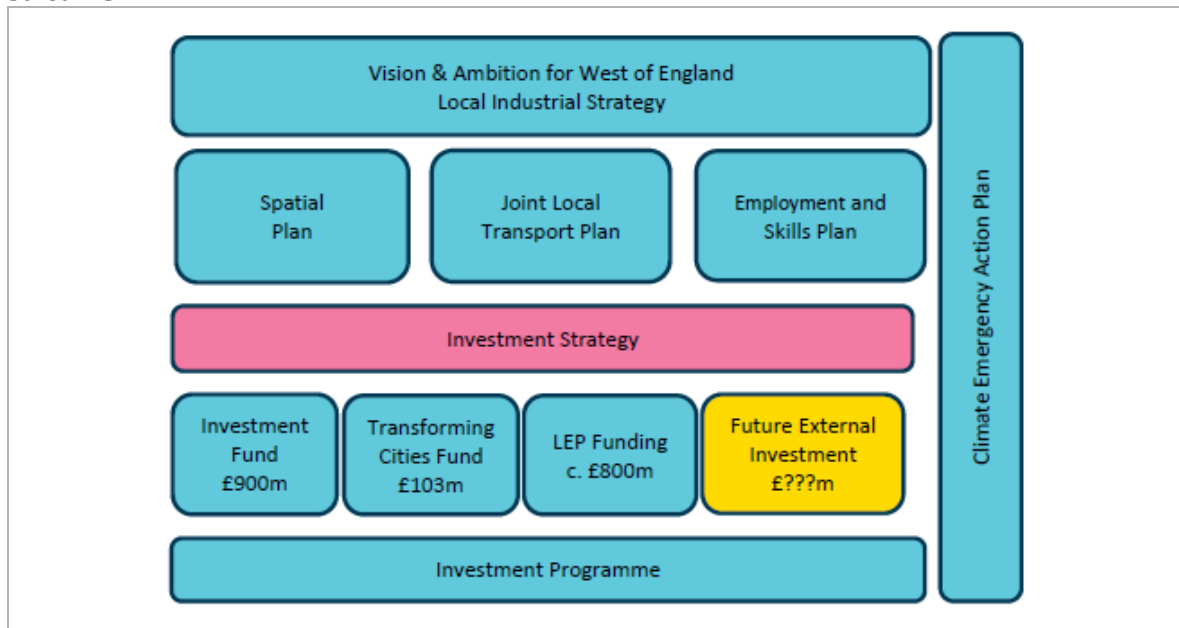 Vision & Ambition for West of England
Local Industrial Strategy
Spatial
Plan
Joint Local
Transport Plan
Employment and
Skills Plan
Investment Strategy
Investment
Fund
£900m
Transforming
Cities Fund
£103m
LEP Funding
c. £800m
Future External
Investment
£???m
Investment Programme
Climate Emergency Action Plan